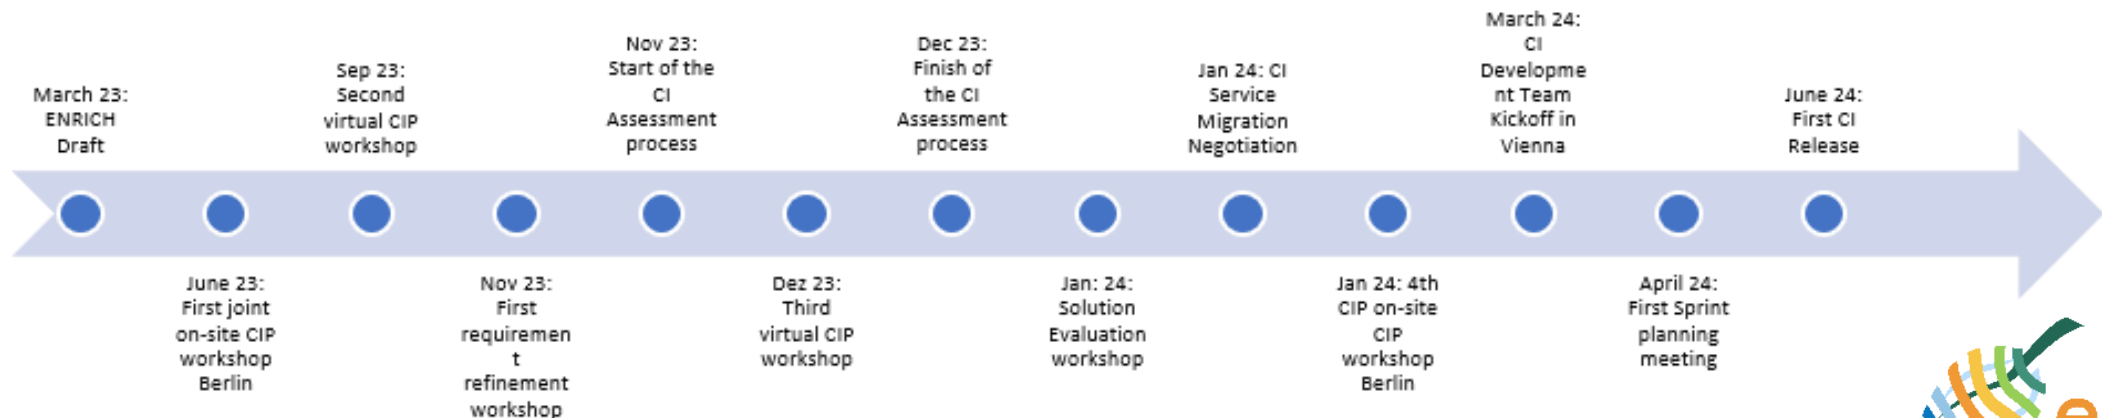 March 23:
ENRICH
Draft
June 23:
First joint
on-site CIP
workshop
Berlin
Sep 23:
Second
virtual CIP
workshop
Nov 23:
First
requiremen
t
refinement
workshop
Nov 23:
Start of the
CI
Assessment
process
Dez 23:
Third
virtual CIP
workshop
Dec 23:
Finish of
the CI
Assessment
process
Jan: 24:
Solution
Evaluation
workshop
Jan 24: CI
Service
Migration
Negotiation
Jan 24: 4th
CIP on-site
CIP
workshop
Berlin
March 24:
CI
Developme
nt Team
Kickoff in
Vienna
April 24:
First Sprint
planning
meeting
June 24:
First CI
Release